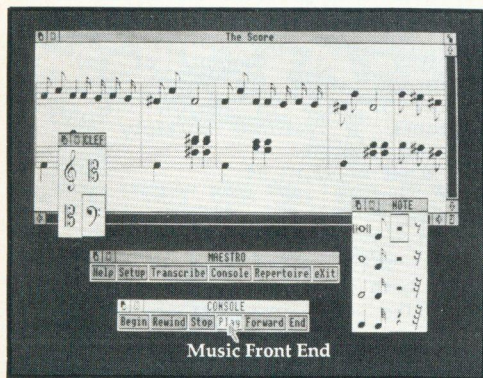 The Score
CLEF
NOTE
MAESTRO
Help Setup Transcribe Console Repertoire eXit
CONSOLE
Begin Rewind Stop Play Forward End
Music Front End